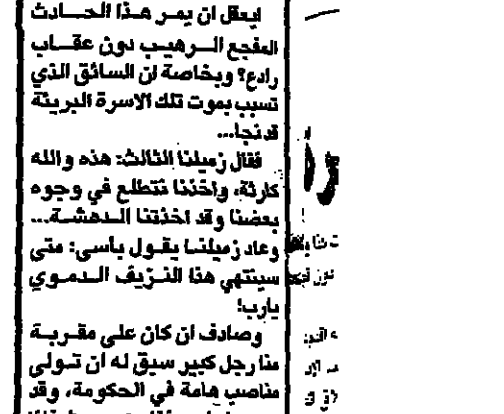 ايعقل ان يمر هذا الحادث
المفجع الرهيب دون عقاب
رادع؟ وبخاصة ان السائق الذي
تسبب بموت تلك الاسرة البريئة
قد نجا...
فقال زميلنا الثالث: هذه والله
كارثة، واخذنا نتطلع في وجوه
بعضنا وقد اخذتنا الدهشة...
وعاد زميلنا يقول باسى: متى
سينتهي هذا النزيف الدموي
يارب!
وصادف ان كان على مقربة
منا رجل كبير سبق له ان تولى
مناصب هامة في الحكومة، وقد